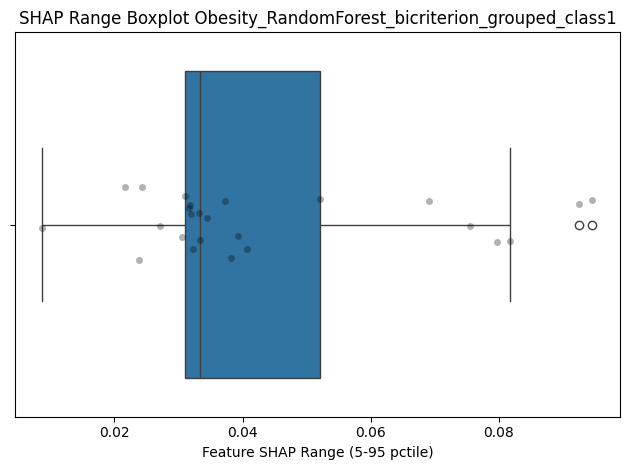 SHAP Range Boxplot Obesity_RandomForest_bicriterion_grouped_class1
0.02 0.04 0.06 0.08
Feature SHAP Range (5-95 pctile)